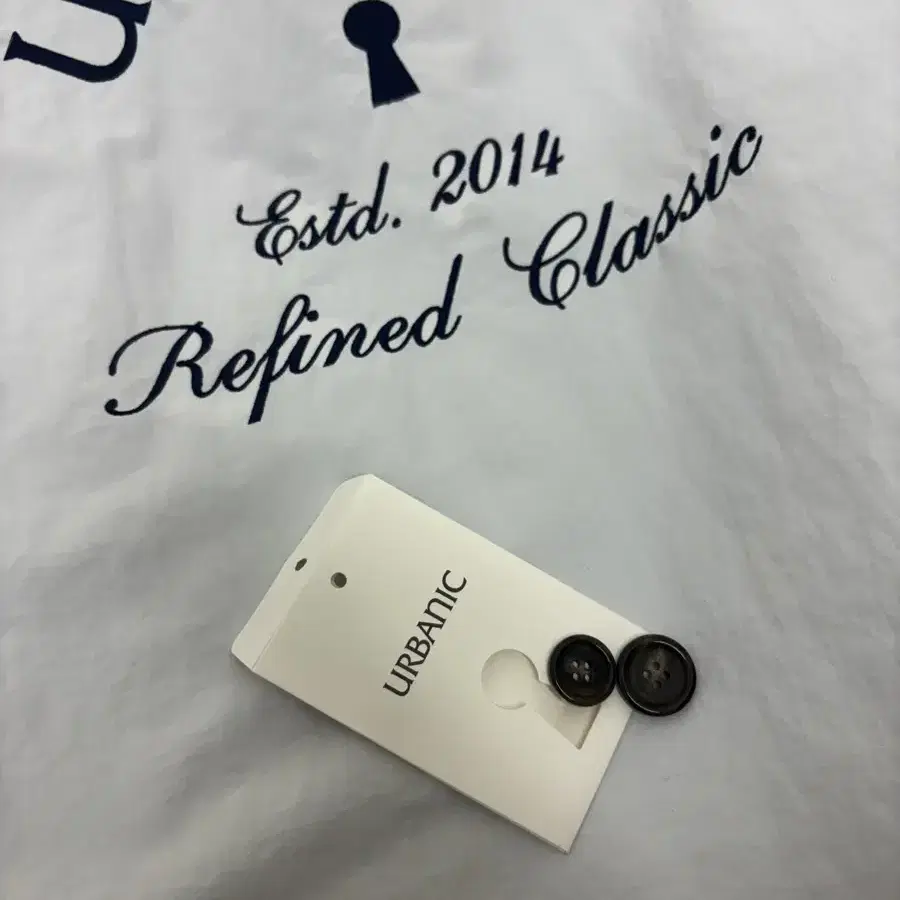 Estd. 2014
Refined Classic
URBANIC